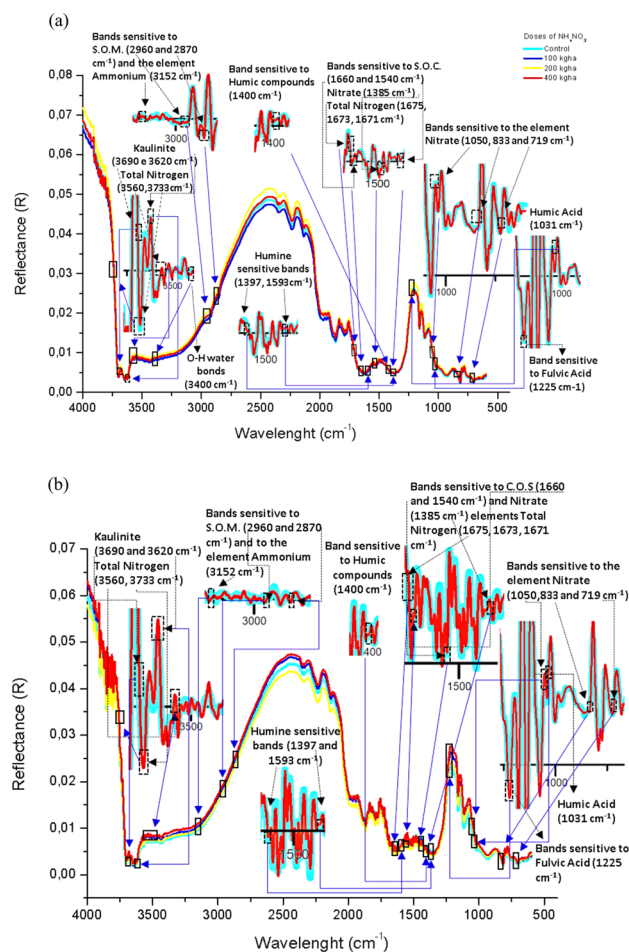 (a)
Doses of NH₄NO₃
Control
100 kgha
200 kgha
400 kgha
Bands sensitive to
S.O.M. (2960 and 2870
cm⁻¹) and the element
Ammonium (3152 cm⁻¹)
3000
Band sensitive to
Humic compounds
(1400 cm⁻¹)
1400
Bands sensitive to S.O.C.
(1660 and 1540 cm⁻¹)
Nitrate (1385 cm⁻¹)
Total Nitrogen (1675,
1673, 1671 cm⁻¹)
1500
Bands sensitive to the element
Nitrate (1050, 833 and 719 cm⁻¹)
1000
Kaulinite
(3690 e 3620 cm⁻¹)
Total Nitrogen
(3560,3733cm⁻¹)
3500
Humic Acid
(1031 cm⁻¹)
1000
Humine
sensitive bands
(1397, 1593cm⁻¹)
1500
O-H water
bonds
(3400 cm⁻¹)
Band sensitive
to Fulvic Acid
(1225 cm-1)
Reflectance (R)
0,08
0,07
0,06
0,05
0,04
0,03
0,02
0,01
0,00
4000 3500 3000 2500 2000 1500 1000 500
Wavelenght (cm⁻¹)
(b)
Bands sensitive to
S.O.M. (2960 and 2870
cm⁻¹) and to the
element Ammonium
(3152 cm⁻¹)
3000
Bands sensitive to C.O.S (1660
and 1540 cm⁻¹) and Nitrate
(1385 cm⁻¹) elements Total
Nitrogen (1675, 1673, 1671
cm⁻¹)
1500
Kaulinite
(3690 and 3620 cm⁻¹)
Total Nitrogen
(3560, 3733 cm⁻¹)
3500
Band sensitive
to Humic
compounds
(1400 cm⁻¹)
400
Bands sensitive to the
element Nitrate
(1050,833 and 719 cm⁻¹)
1000
Humine sensitive
bands (1397 and
1593 cm⁻¹)
Humic Acid
(1031 cm⁻¹)
Bands sensitive to
Fulvic Acid (1225
cm⁻¹)
Reflectance (R)
0,07
0,06
0,05
0,04
0,03
0,02
0,01
0,00
4000 3500 3000 2500 2000 1500 1000 500
Wavelenght (cm⁻¹)